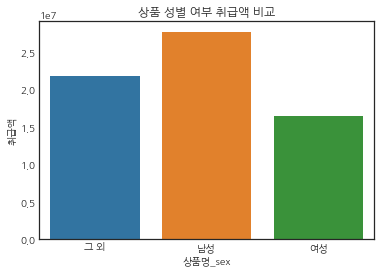 상품 성별 여부 취급액 비교
1e7
2,5
2,0
1,5
1,0
0,5
0,0
취급액
그 외
남성
여성
상품명_sex